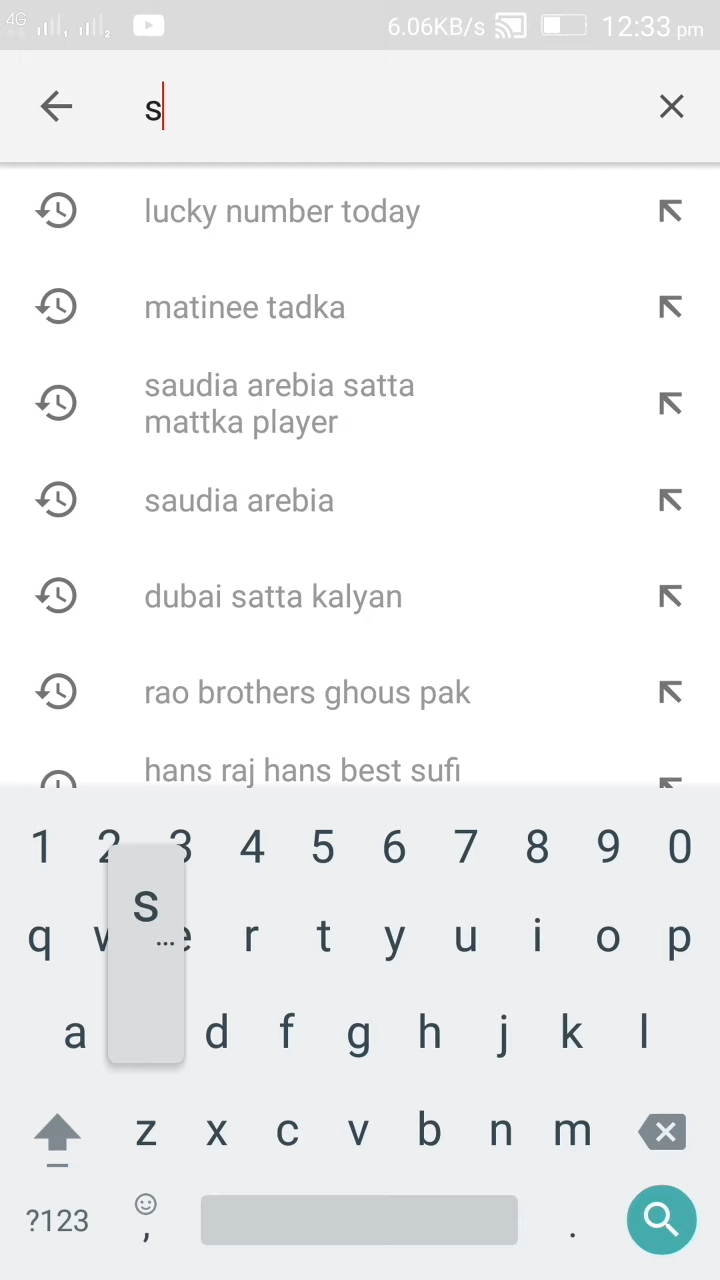 4G 1 2 6.06KB/s 12:33 pm
s
lucky number today
matinee tadka
saudia arebia satta
mattka player
saudia arebia
dubai satta kalyan
rao brothers ghous pak
hans raj hans best sufi
1 2 3 4 5 6 7 8 9 0
s
...
q w e r t y u i o p
a d f g h j k l
z x c v b n m
?123 , .